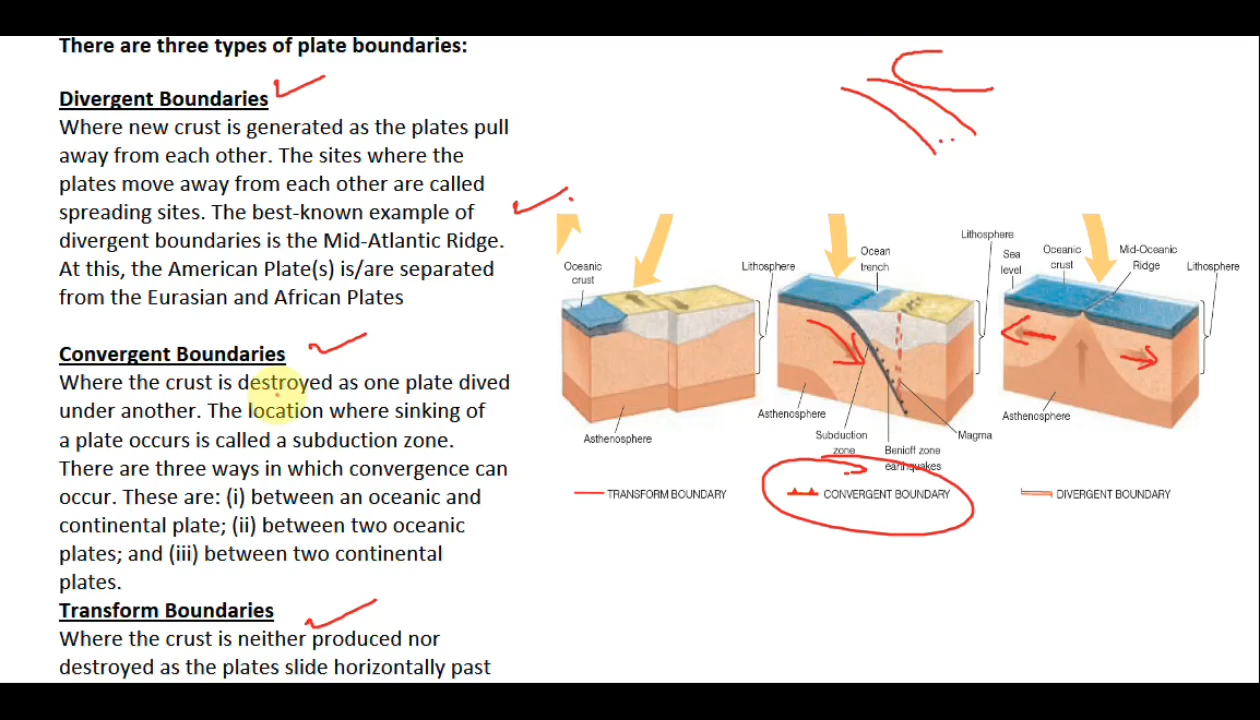 There are three types of plate boundaries:
Divergent Boundaries
Where new crust is generated as the plates pull
away from each other. The sites where the
plates move away from each other are called
spreading sites. The best-known example of
divergent boundaries is the Mid-Atlantic Ridge.
At this, the American Plate(s) is/are separated
from the Eurasian and African Plates
Convergent Boundaries
Where the crust is destroyed as one plate dived
under another. The location where sinking of
a plate occurs is called a subduction zone.
There are three ways in which convergence can
occur. These are: (i) between an oceanic and
continental plate; (ii) between two oceanic
plates; and (iii) between two continental
plates.
Transform Boundaries
Where the crust is neither produced nor
destroyed as the plates slide horizontally past
Oceanic
crust
Lithosphere
Asthenosphere
TRANSFORM BOUNDARY
Ocean
trench
Lithosphere
Asthenosphere
Subduction
zone
Benioff zone
earthquakes
Magma
CONVERGENT BOUNDARY
Sea
level
Oceanic
crust
Mid-Oceanic
Ridge
Lithosphere
Asthenosphere
DIVERGENT BOUNDARY